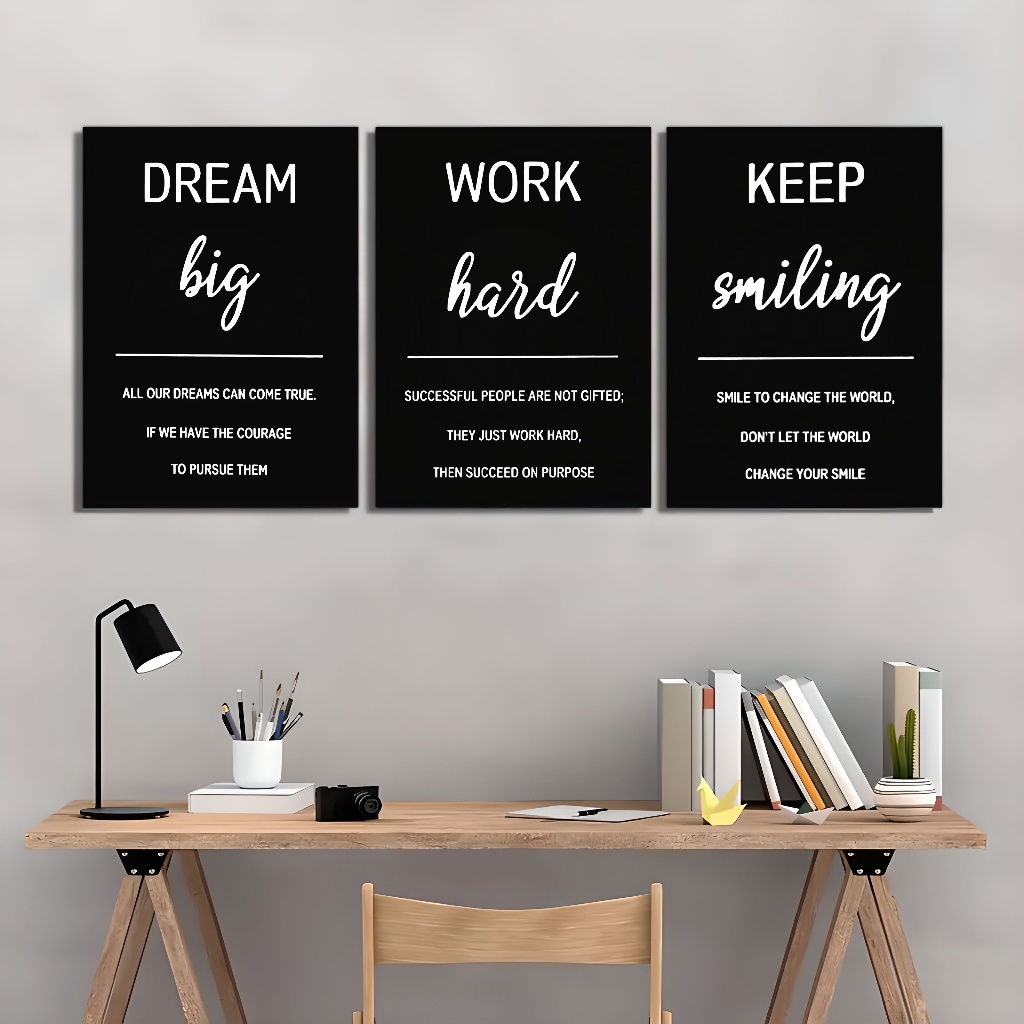 DREAM
big
ALL OUR DREAMS CAN COME TRUE.
IF WE HAVE THE COURAGE
TO PURSUE THEM
WORK
hard
SUCCESSFUL PEOPLE ARE NOT GIFTED;
THEY JUST WORK HARD,
THEN SUCCEED ON PURPOSE
KEEP
smiling
SMILE TO CHANGE THE WORLD,
DON'T LET THE WORLD
CHANGE YOUR SMILE